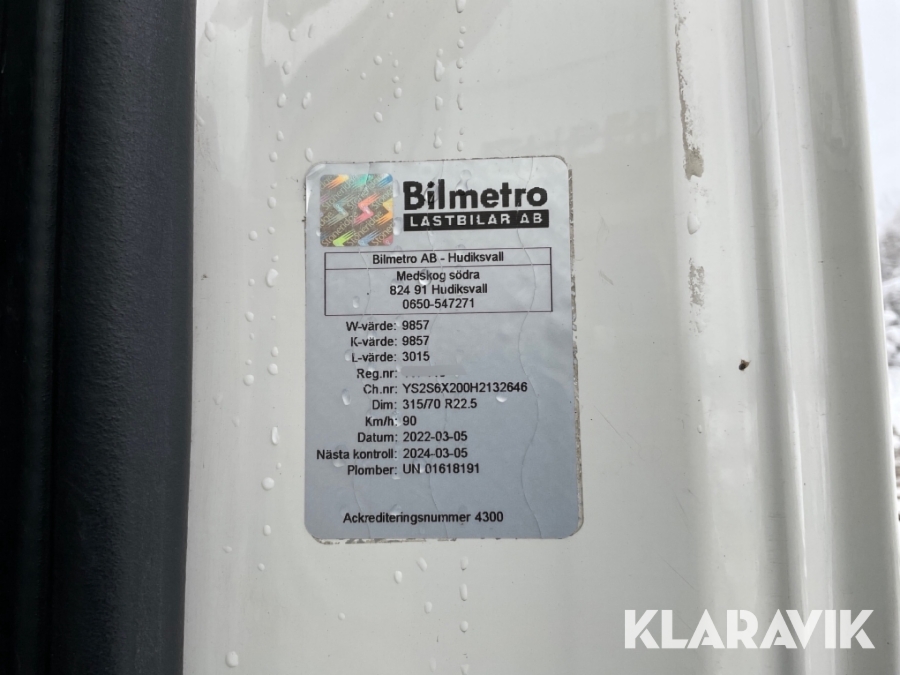 Bilmetro
LASTBILAR AB
Bilmetro AB - Hudiksvall
Medskog södra
824 91 Hudiksvall
0650-547271
W-värde: 9857
K-värde: 9857
L-värde: 3015
Reg.nr:
Ch.nr: YS2S6X200H2132646
Dim: 315/70 R22.5
Km/h: 90
Datum: 2022-03-05
Nästa kontroll: 2024-03-05
Plomber: UN 01618191
Ackrediteringsnummer 4300
KLARAVIK